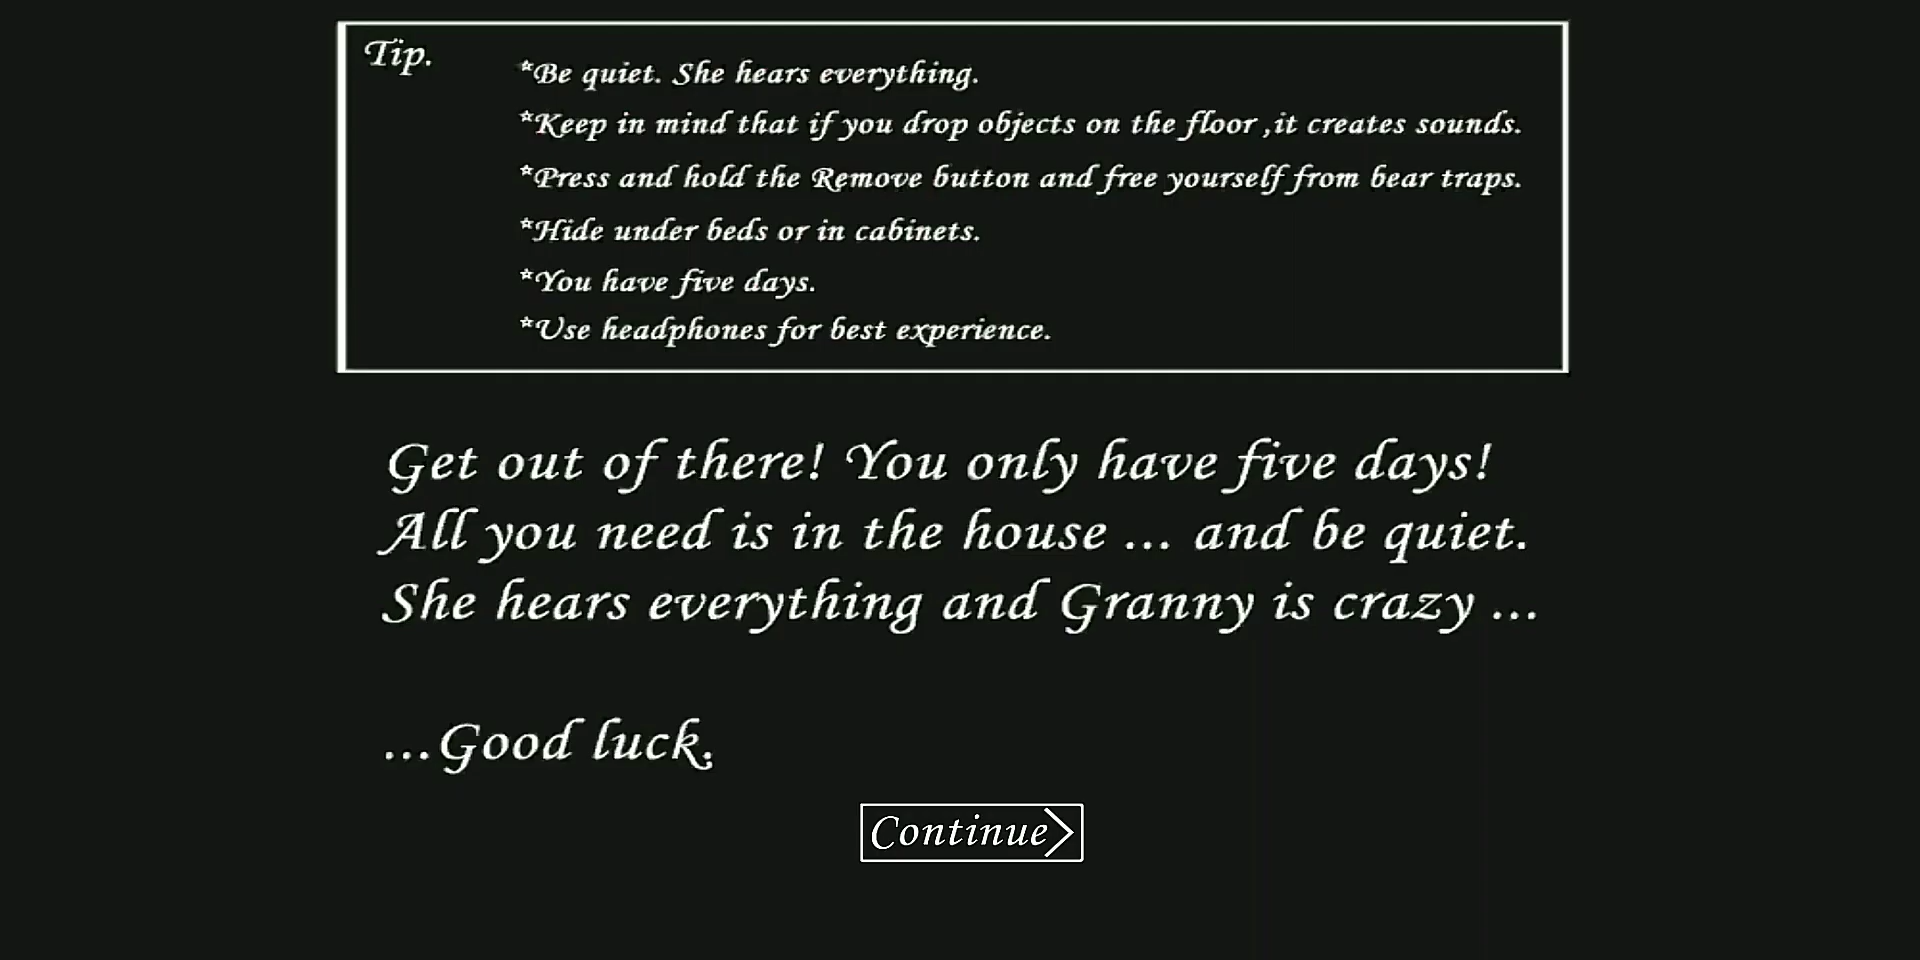 Tip.
*Be quiet. She hears everything.
*Keep in mind that if you drop objects on the floor ,it creates sounds.
*Press and hold the Remove button and free yourself from bear traps.
*Hide under beds or in cabinets.
*You have five days.
*Use headphones for best experience.
Get out of there! You only have five days!
All you need is in the house ... and be quiet.
She hears everything and Granny is crazy ...
...Good luck.
Continue>